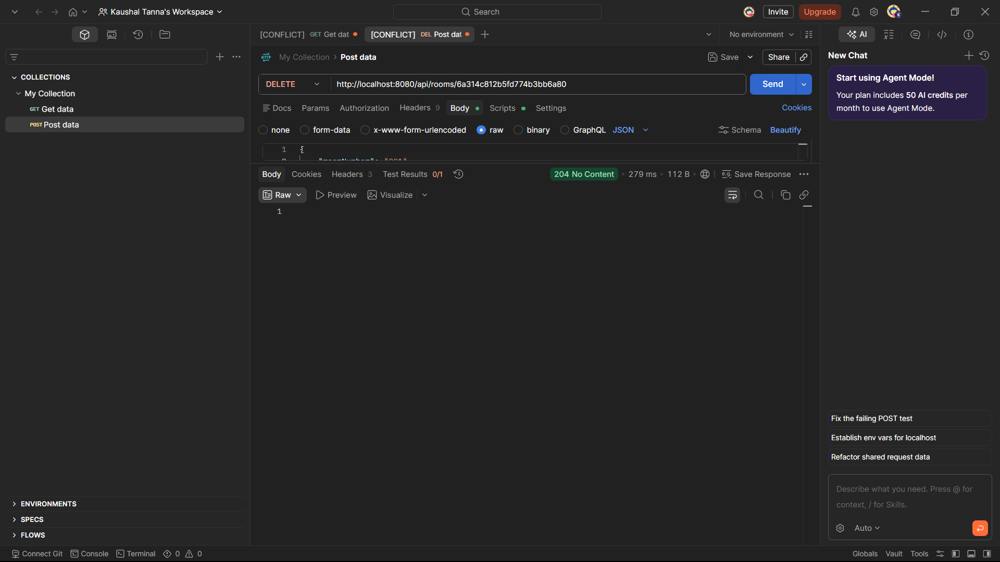 Kaushal Tanna's Workspace
Search
Invite
Upgrade
K
[CONFLICT] GET Get dat
[CONFLICT] DEL Post dat
No environment
AI
HTTP My Collection > Post data
Save
Share
New Chat
COLLECTIONS
My Collection
GET Get data
POST Post data
DELETE
http://localhost:8080/api/rooms/6a314c812b5fd774b3bb6a80
Send
Start using Agent Mode!
Your plan includes 50 AI credits per
month to use Agent Mode.
Docs Params Authorization Headers 9 Body Scripts Settings
Cookies
none form-data x-www-form-urlencoded raw binary GraphQL JSON
Schema Beautify
1 {
Body Cookies Headers 3 Test Results 0/1
204 No Content 279 ms 112 B
e.g. Save Response
Raw Preview Visualize
1
Fix the failing POST test
Establish env vars for localhost
Refactor shared request data
Describe what you need. Press @ for
context, / for Skills.
Auto
ENVIRONMENTS
SPECS
FLOWS
Connect Git Console Terminal 0 0
Globals Vault Tools